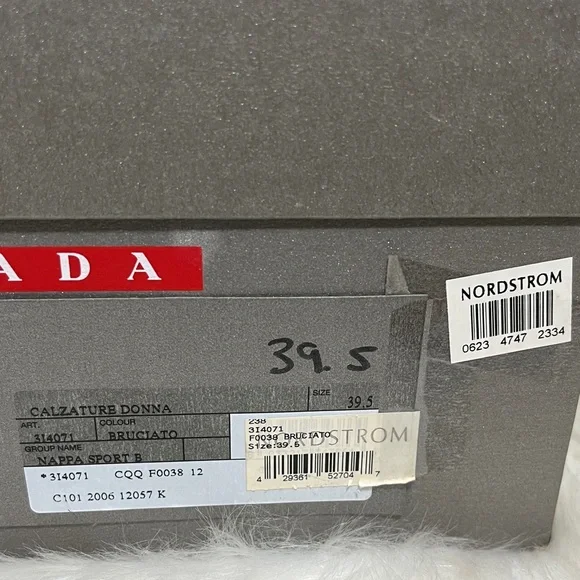 ADA
NORDSTROM
0623 4747 2334
39.5
SIZE
CALZATURE DONNA 39.5
ART. COLOUR
3I4071 BRUCIATO
GROUP NAME
NAPPA SPORT B
*3I4071 CQQ F0038 12
C101 2006 12057 K
238
3I4071
F0038 BRUCIATO
Size:39.5
RDSTROM
4 29361 52704 7